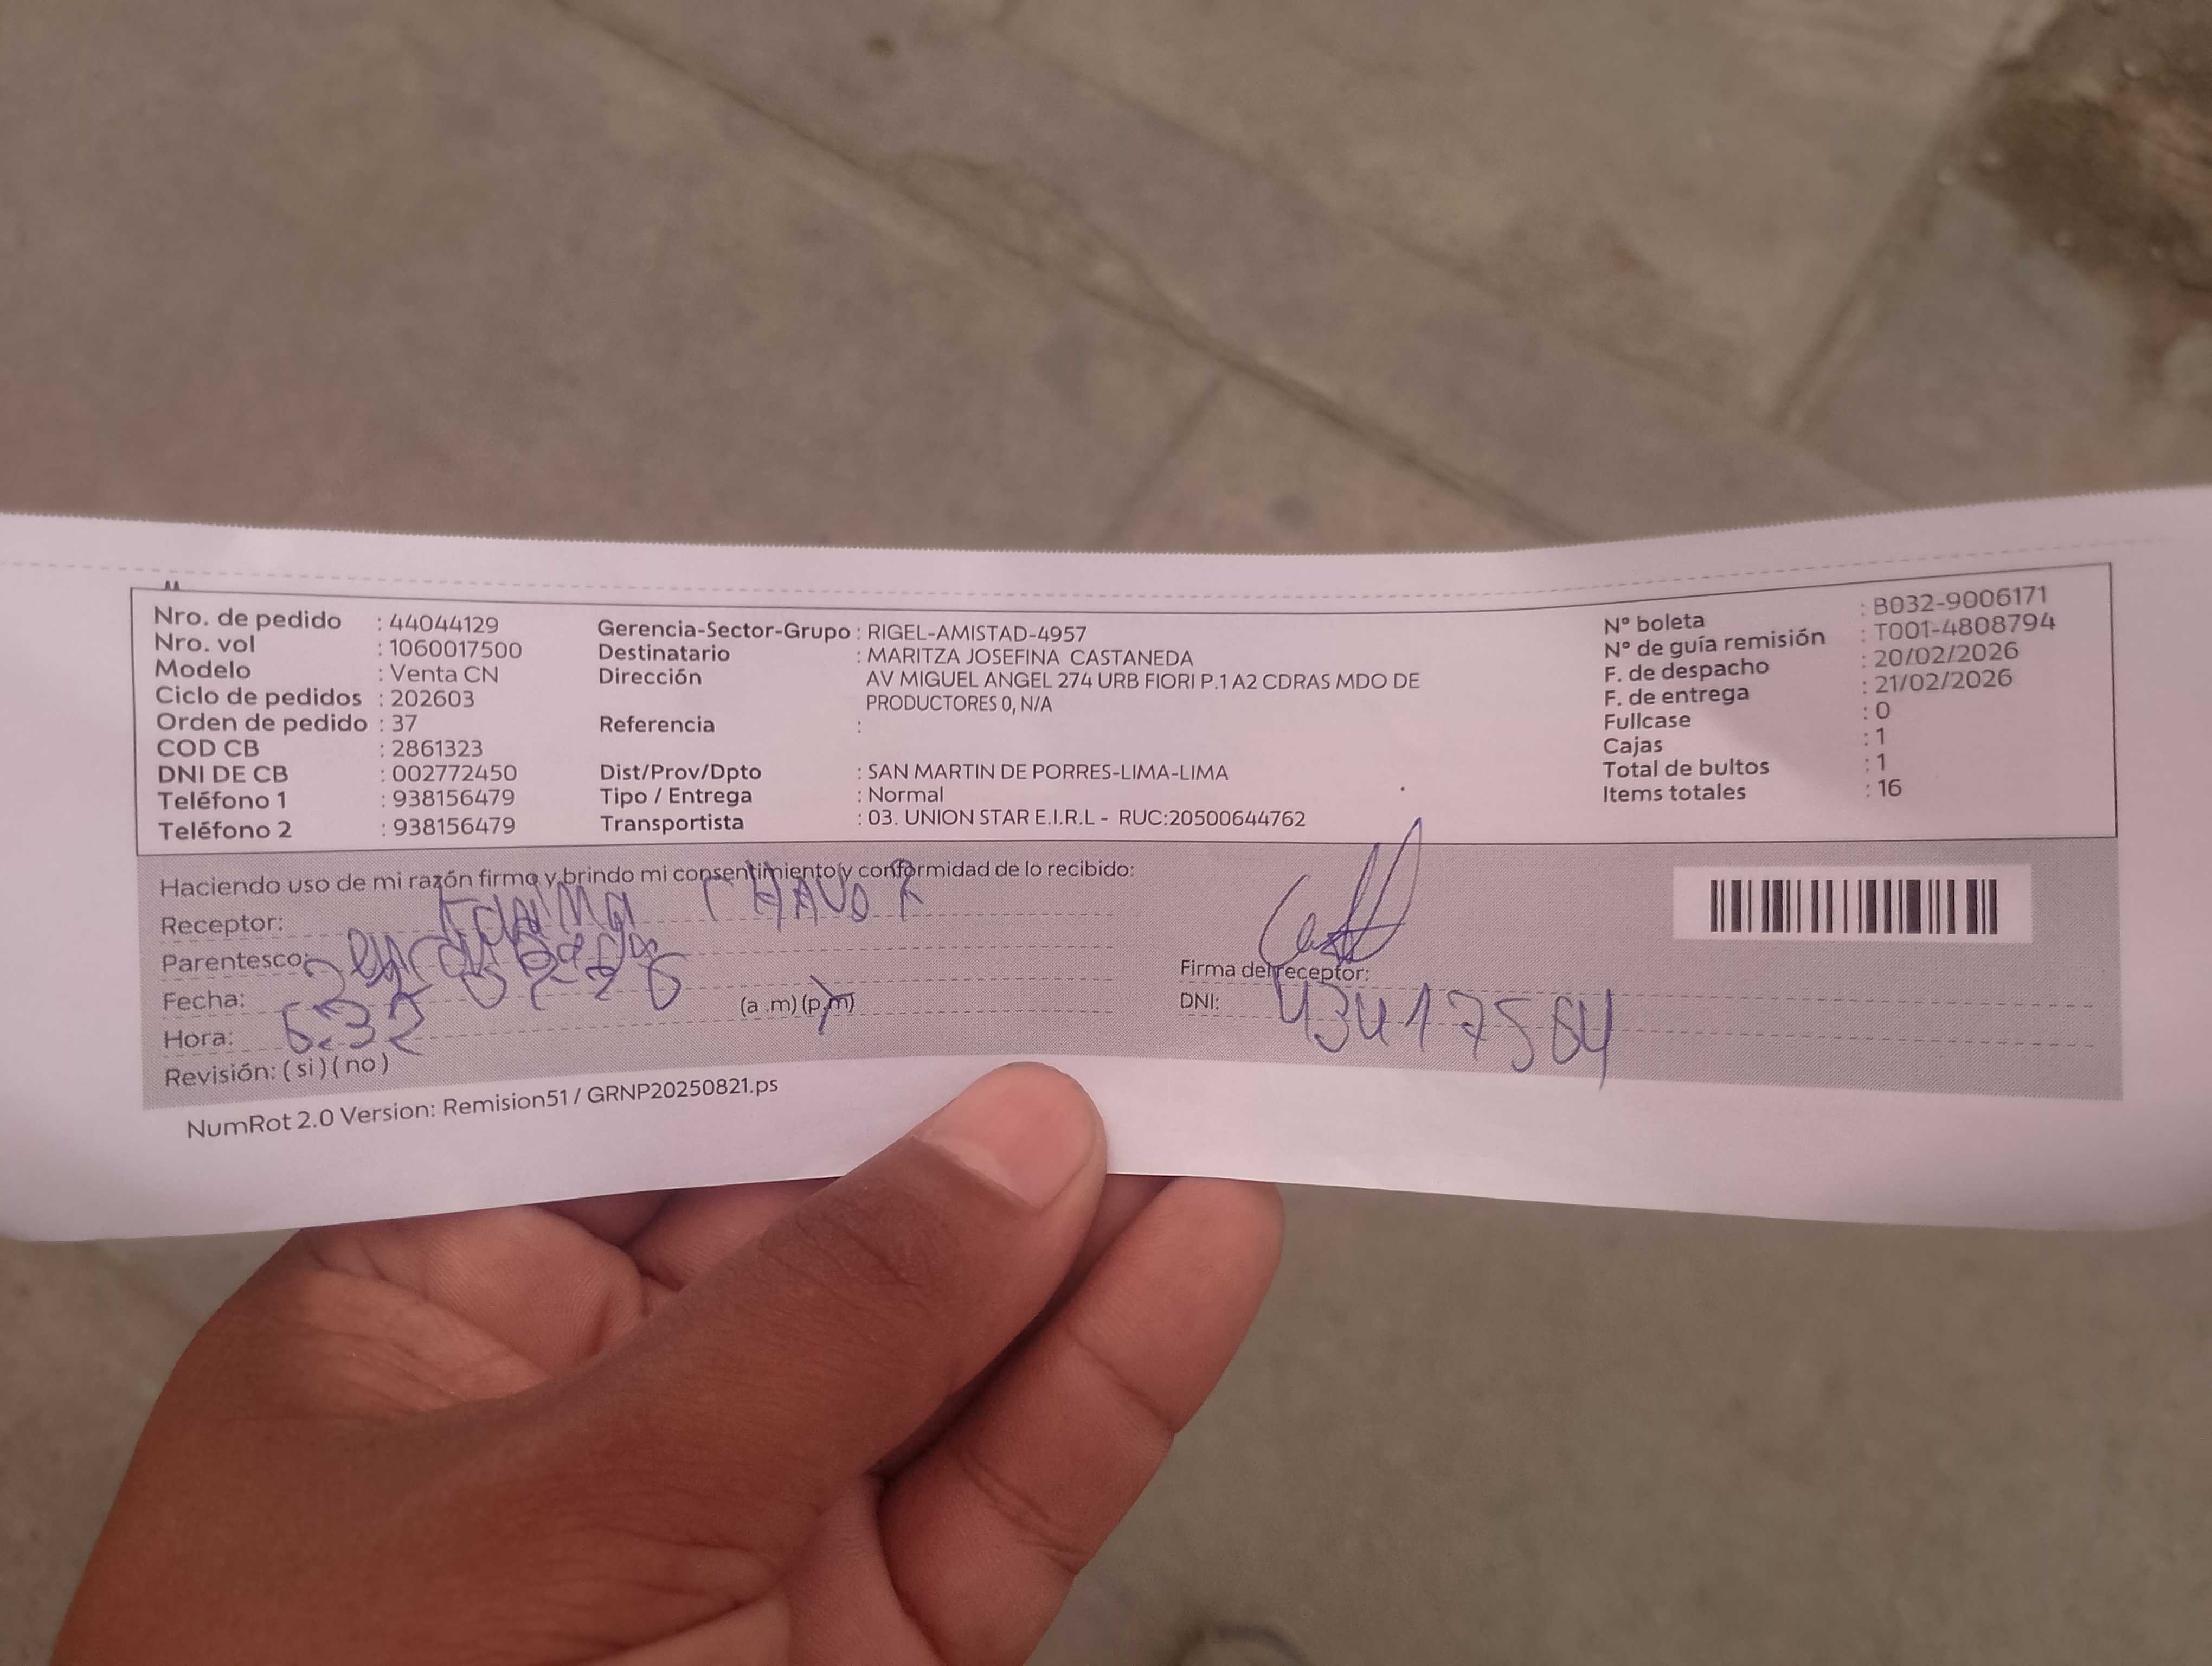 Nro. de pedido : 44044129
Nro. vol : 1060017500
Modelo : Venta CN
Ciclo de pedidos : 202603
Orden de pedido : 37
COD CB : 2861323
DNI DE CB : 002772450
Teléfono 1 : 938156479
Teléfono 2 : 938156479
Gerencia-Sector-Grupo : RIGEL-AMISTAD-4957
Destinatario : MARITZA JOSEFINA CASTANEDA
Dirección AV MIGUEL ANGEL 274 URB FIORI P.1 A2 CDRAS MDO DE
PRODUCTORES 0, N/A
Referencia :
Dist/Prov/Dpto : SAN MARTIN DE PORRES-LIMA-LIMA
Tipo / Entrega : Normal
Transportista : 03. UNION STAR E.I.R.L - RUC:20500644762
N° boleta : B032-9006171
N° de guía remisión : T001-4808794
F. de despacho : 20/02/2026
F. de entrega : 21/02/2026
Fullcase : 0
Cajas : 1
Total de bultos : 1
Items totales : 16
Haciendo uso de mi razón firmo y brindo mi consentimiento y conformidad de lo recibido:
Receptor:
Parentesco:
Fecha:
Hora: 6:32 (a .m) (p.m)
Revisión: ( si ) ( no )
Firma del receptor:
DNI: 43417564
NumRot 2.0 Version: Remision51 / GRNP20250821.ps